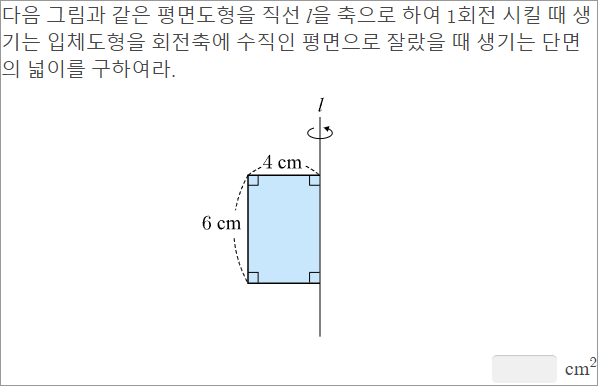 다음 그림과 같은 평면도형을 직선 l을 축으로 하여 1회전 시킬 때 생
기는 입체도형을 회전축에 수직인 평면으로 잘랐을 때 생기는 단면
의 넓이를 구하여라.
l
4 cm
6 cm
cm²